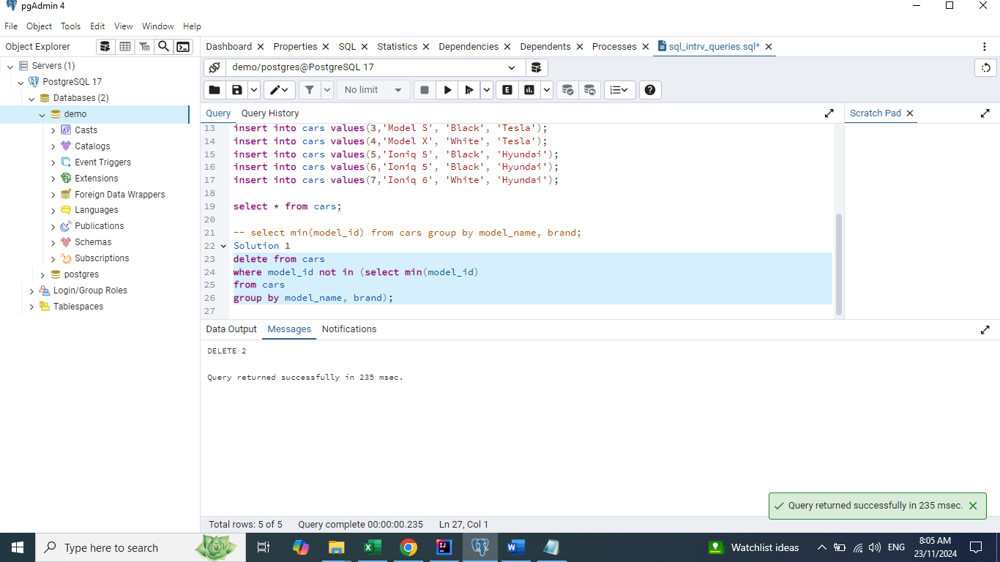 pgAdmin 4
File Object Tools Edit View Window Help
Object Explorer
Dashboard Properties SQL Statistics Dependencies Dependents Processes sql_intrv_queries.sql*
Servers (1)
PostgreSQL 17
Databases (2)
demo
Casts
Catalogs
Event Triggers
Extensions
Foreign Data Wrappers
Languages
Publications
Schemas
Subscriptions
postgres
Login/Group Roles
Tablespaces
demo/postgres@PostgreSQL 17
No limit
E
Query Query History
Scratch Pad
13 insert into cars values(3,'Model S', 'Black', 'Tesla');
14 insert into cars values(4,'Model X', 'White', 'Tesla');
15 insert into cars values(5,'Ioniq 5', 'Black', 'Hyundai');
16 insert into cars values(6,'Ioniq 5', 'Black', 'Hyundai');
17 insert into cars values(7,'Ioniq 6', 'White', 'Hyundai');
18
19 select * from cars;
20
21 -- select min(model_id) from cars group by model_name, brand;
22 Solution 1
23 delete from cars
24 where model_id not in (select min(model_id)
25 from cars
26 group by model_name, brand);
27
Data Output Messages Notifications
DELETE 2
Query returned successfully in 235 msec.
Query returned successfully in 235 msec.
Total rows: 5 of 5 Query complete 00:00:00.235 Ln 27, Col 1
Type here to search
Watchlist ideas
ENG
8:05 AM
23/11/2024